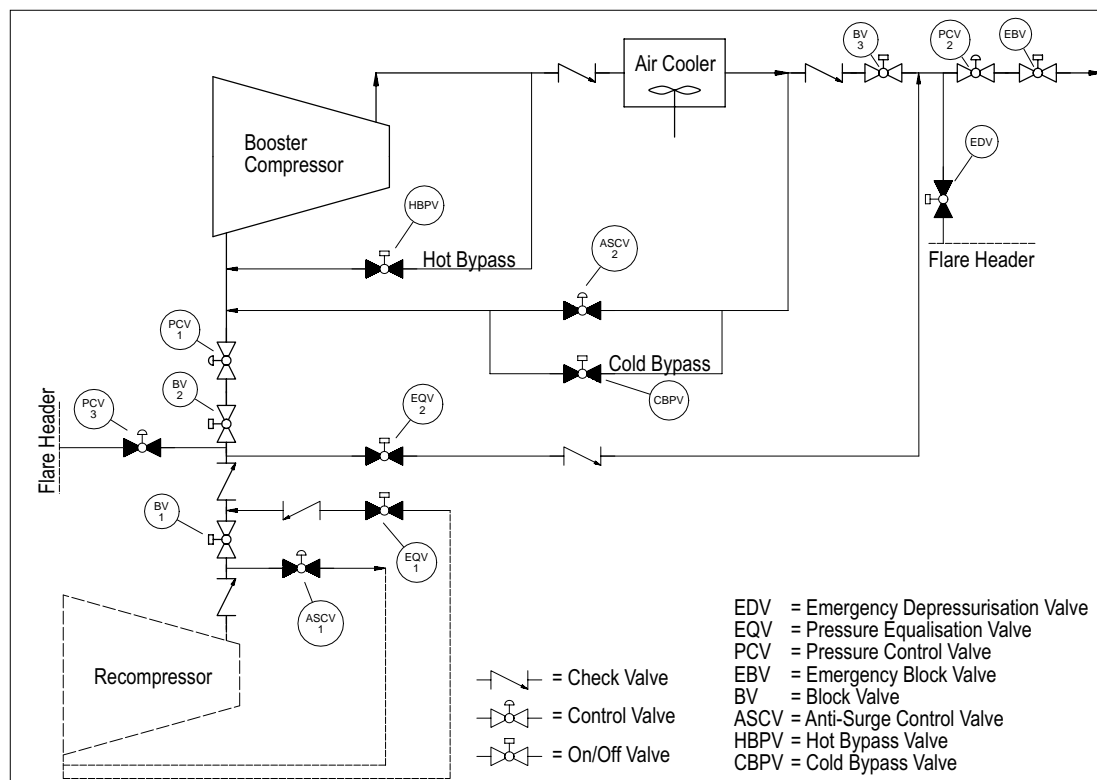 BV
3
PCV
2
EBV
Air Cooler
Booster
Compressor
EDV
HBPV
ASCV
2
Hot Bypass
Flare Header
PCV
1
Cold Bypass
BV
2
CBPV
PCV
3
EQV
2
Flare Header
BV
1
EQV
1
ASCV
1
Recompressor
= Check Valve
= Control Valve
= On/Off Valve
EDV = Emergency Depressurisation Valve
EQV = Pressure Equalisation Valve
PCV = Pressure Control Valve
EBV = Emergency Block Valve
BV = Block Valve
ASCV = Anti-Surge Control Valve
HBPV = Hot Bypass Valve
CBPV = Cold Bypass Valve